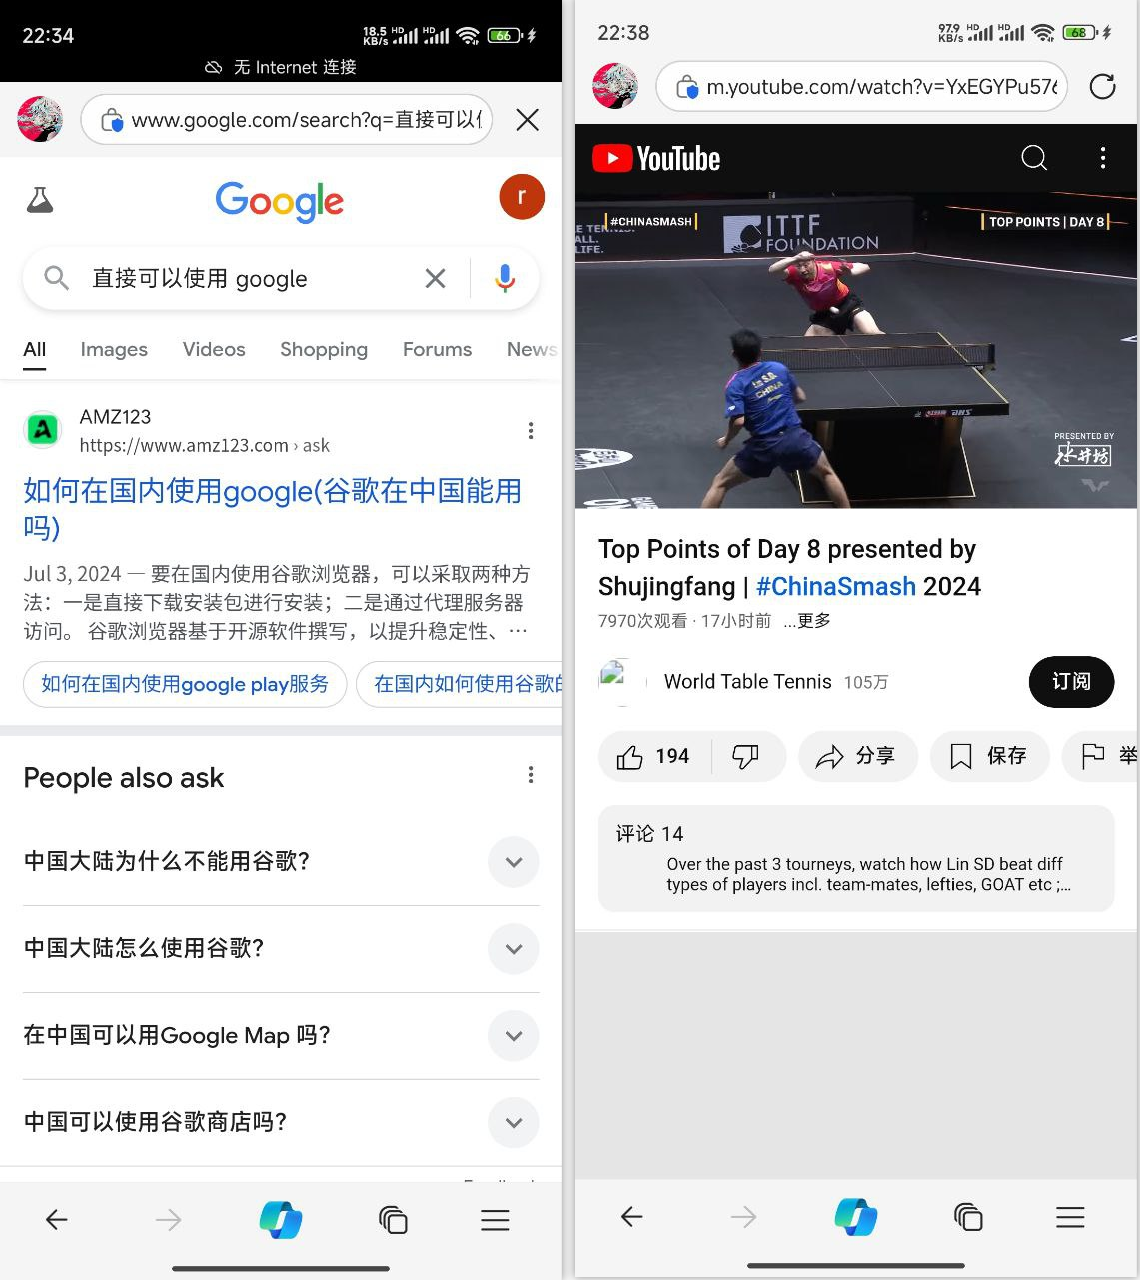 22:34
18.5 KB/s HD HD 66
无 Internet 连接
www.google.com/search?q=直接可以
Google
r
直接可以使用 google
All Images Videos Shopping Forums News
AMZ123
https://www.amz123.com › ask
如何在国内使用google(谷歌在中国能用
吗)
Jul 3, 2024 — 要在国内使用谷歌浏览器，可以采取两种方
法：一是直接下载安装包进行安装；二是通过代理服务器
访问。 谷歌浏览器基于开源软件撰写，以提升稳定性、…
如何在国内使用google play服务
在国内如何使用谷歌
People also ask
中国大陆为什么不能用谷歌？
中国大陆怎么使用谷歌？
在中国可以用Google Map 吗？
中国可以使用谷歌商店吗？
22:38
97.9 KB/s HD HD 68
m.youtube.com/watch?v=YxEGYPu576
YouTube
#CHINASMASH
TOP POINTS | DAY 8
ALL.
LIFE.
ITTF
FOUNDATION
LIN S.D.
CHINA
DHS
PRESENTED BY
水井坊
Top Points of Day 8 presented by
Shujingfang | #ChinaSmash 2024
7970次观看 · 17小时前 ...更多
World Table Tennis 105万
订阅
194
分享
保存
举
评论 14
Over the past 3 tourneys, watch how Lin SD beat diff
types of players incl. team-mates, lefties, GOAT etc ;...